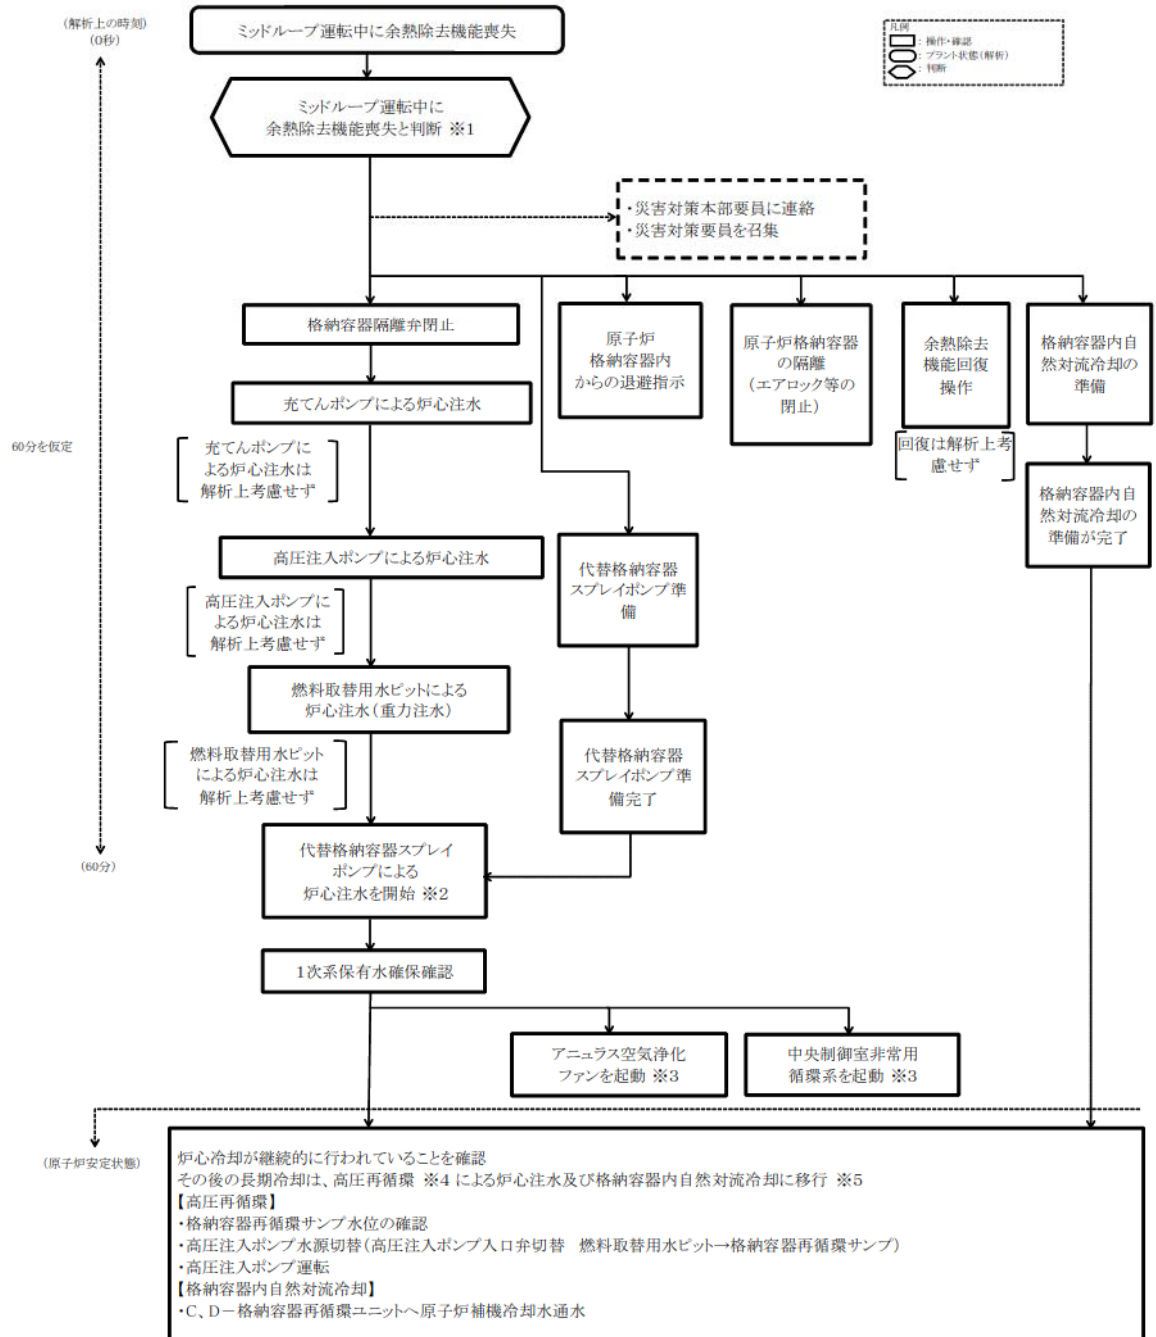 (解析上の時刻)
(0秒)
ミッドループ運転中に余熱除去機能喪失
凡例
：操作・確認
：プラント状態(解析)
：判断
ミッドループ運転中に
余熱除去機能喪失と判断 ※1
・災害対策本部要員に連絡
・災害対策要員を召集
格納容器隔離弁閉止
原子炉
格納容器内
からの退避指示
原子炉格納容器
の隔離
(エアロック等の
閉止)
余熱除去
機能回復
操作
格納容器内自
然対流冷却の
準備
充てんポンプによる炉心注水
60分を仮定
充てんポンプに
よる炉心注水は
解析上考慮せず
回復は解析上考
慮せず
格納容器内自
然対流冷却の
準備が完了
高圧注入ポンプによる炉心注水
高圧注入ポンプに
よる炉心注水は
解析上考慮せず
代替格納容器
スプレイポンプ準
備
燃料取替用水ピットによる
炉心注水(重力注水)
燃料取替用水ピット
による炉心注水は
解析上考慮せず
代替格納容器
スプレイポンプ準
備完了
(60分)
代替格納容器スプレイ
ポンプによる
炉心注水を開始 ※2
1次系保有水確保確認
アニュラス空気浄化
ファンを起動 ※3
中央制御室非常用
循環系を起動 ※3
(原子炉安定状態)
炉心冷却が継続的に行われていることを確認
その後の長期冷却は、高圧再循環 ※4 による炉心注水及び格納容器内自然対流冷却に移行 ※5
【高圧再循環】
・格納容器再循環サンプ水位の確認
・高圧注入ポンプ水源切替(高圧注入ポンプ入口弁切替 燃料取替用水ピット→格納容器再循環サンプ)
・高圧注入ポンプ運転
【格納容器内自然対流冷却】
・C、D－格納容器再循環ユニットへ原子炉補機冷却水通水